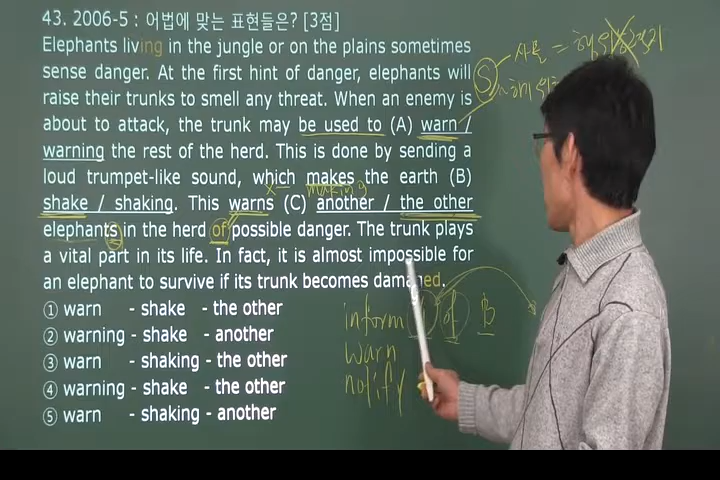 43. 2006-5 : 어법에 맞는 표현들은? [3점]
Elephants living in the jungle or on the plains sometimes
sense danger. At the first hint of danger, elephants will
raise their trunks to smell any threat. When an enemy is
about to attack, the trunk may be used to (A) warn /
warning the rest of the herd. This is done by sending a
loud trumpet-like sound, which makes the earth (B)
making
shake / shaking. This warns (C) another / the other
elephants in the herd of possible danger. The trunk plays
a vital part in its life. In fact, it is almost impossible for
an elephant to survive if its trunk becomes damaged.
① warn - shake - the other
② warning - shake - another
③ warn - shaking - the other
④ warning - shake - the other
⑤ warn - shaking - another
inform A of B
warn
notify